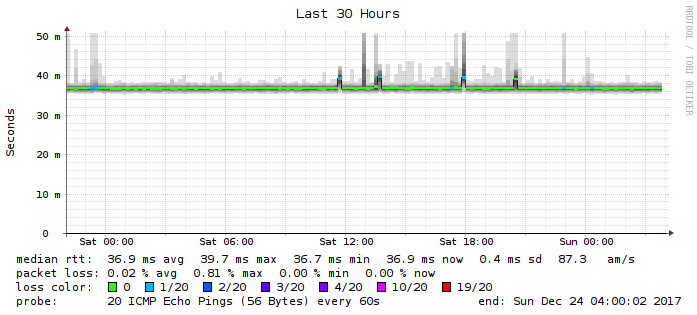 Last 30 Hours
RRDTOOL / TOBI OETIKER
50 m
40 m
30 m
20 m
10 m
0
Seconds
Sat 00:00 Sat 06:00 Sat 12:00 Sat 18:00 Sun 00:00
median rtt: 36.9 ms avg 39.7 ms max 36.7 ms min 36.9 ms now 0.4 ms sd 87.3 am/s
packet loss: 0.02 % avg 0.81 % max 0.00 % min 0.00 % now
loss color: 0 1/20 2/20 3/20 4/20 10/20 19/20
probe: 20 ICMP Echo Pings (56 Bytes) every 60s end: Sun Dec 24 04:00:02 2017